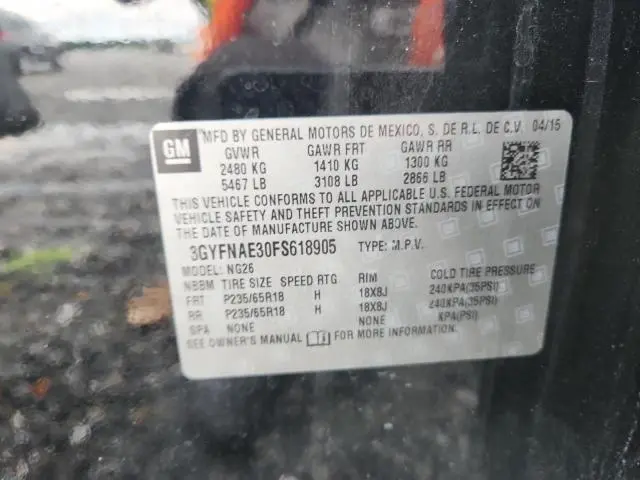 GM
MFD BY GENERAL MOTORS DE MEXICO, S. DE R.L. DE C.V. 04/15
GVWR GAWR FRT GAWR RR
2480 KG 1410 KG 1300 KG
5467 LB 3108 LB 2866 LB
THIS VEHICLE CONFORMS TO ALL APPLICABLE U.S. FEDERAL MOTOR
VEHICLE SAFETY AND THEFT PREVENTION STANDARDS IN EFFECT ON
THE DATE OF MANUFACTURE SHOWN ABOVE.
3GYFNAE30FS618905 TYPE: M.P.V.
MODEL: NG26
NBBM TIRE SIZE SPEED RTG RIM COLD TIRE PRESSURE
FRT P235/65R18 H 18X8J 240KPA(35PSI)
RR P235/65R18 H 18X8J 240KPA(35PSI)
SPA NONE NONE KPA(PSI)
SEE OWNER'S MANUAL FOR MORE INFORMATION.